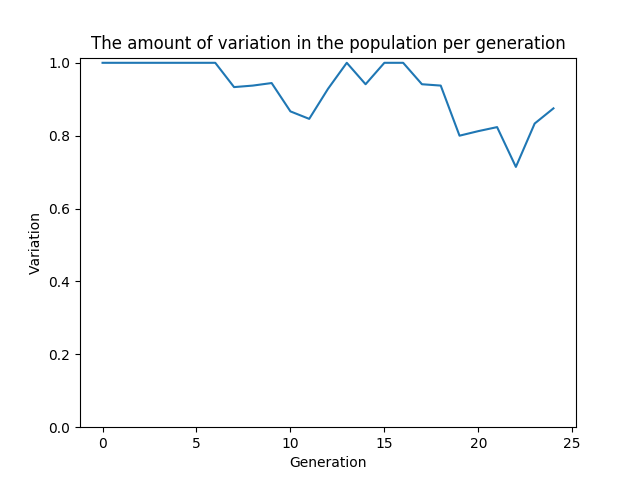 The amount of variation in the population per generation
1.0
0.8
0.6
0.4
0.2
0.0
Variation
0 5 10 15 20 25
Generation